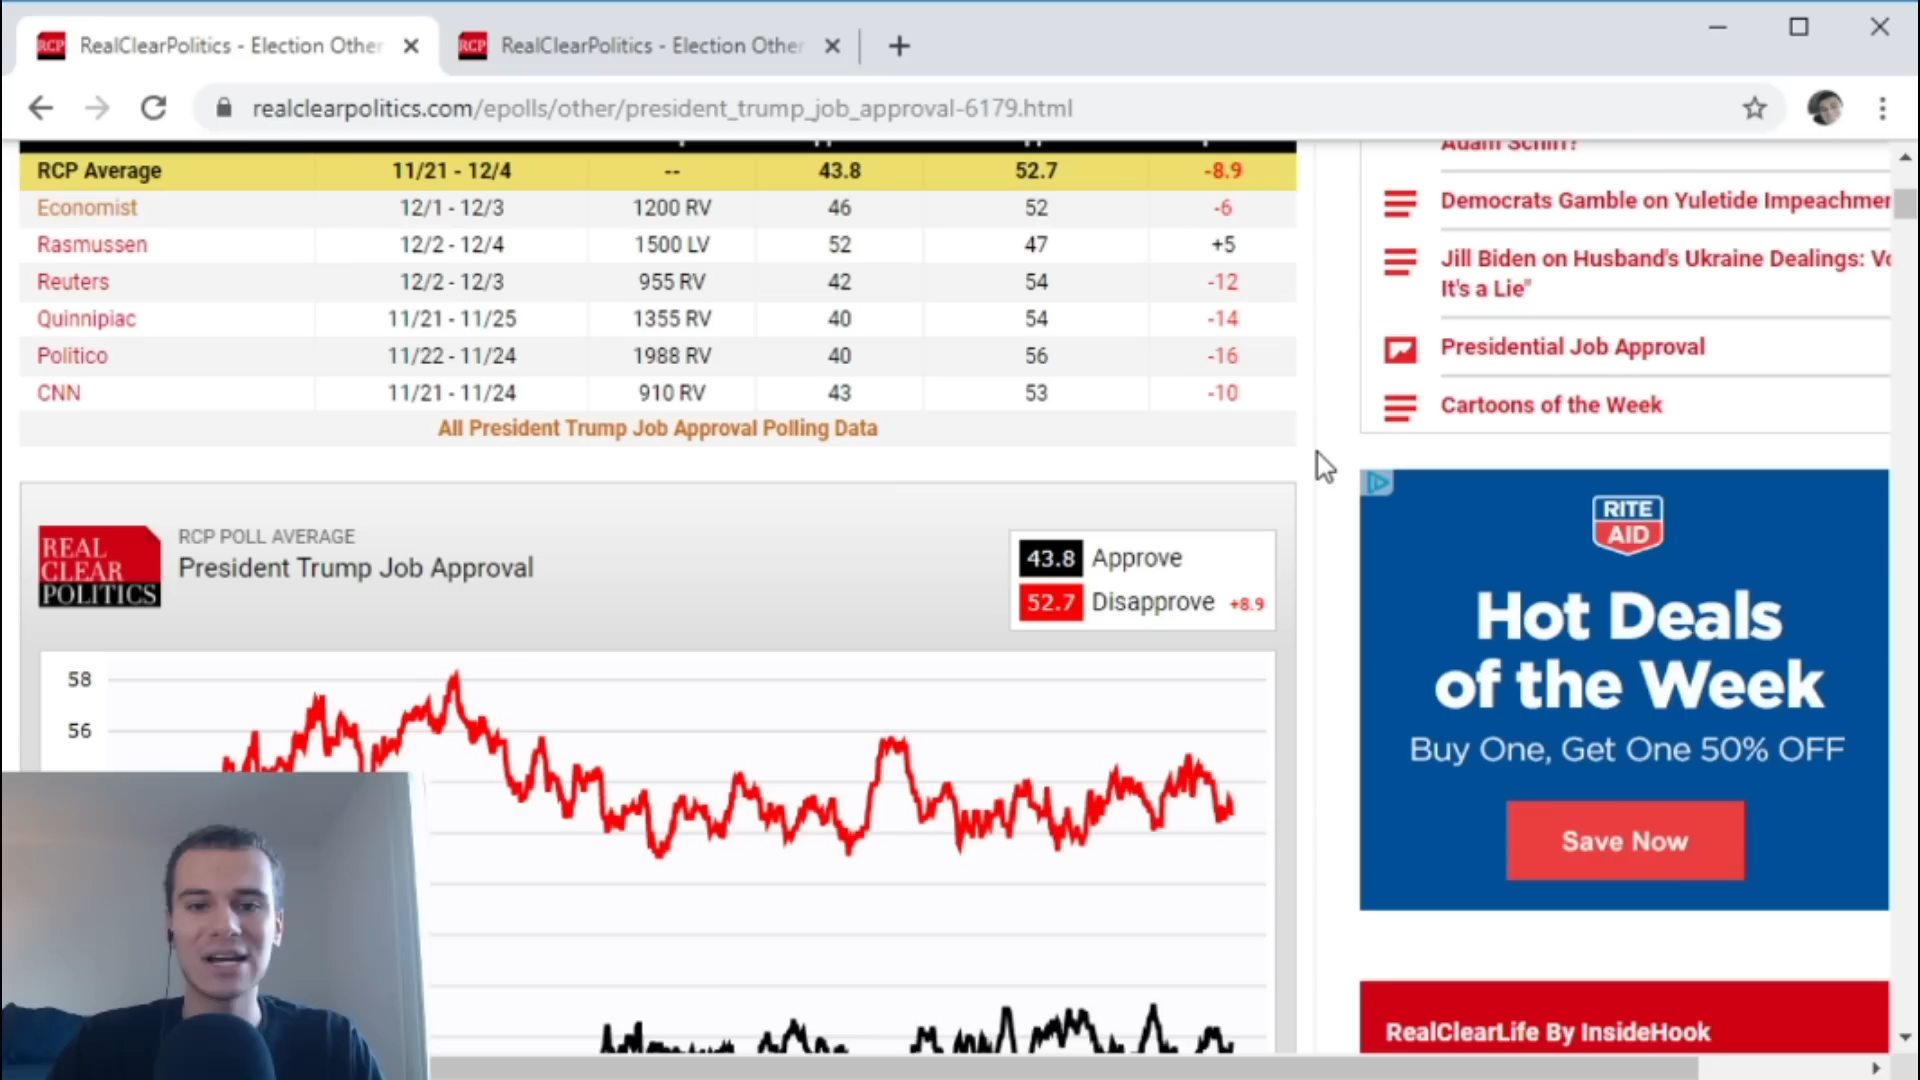 RealClearPolitics - Election Other
RealClearPolitics - Election Other
realclearpolitics.com/epolls/other/president_trump_job_approval-6179.html
RCP Average 11/21 - 12/4 -- 43.8 52.7 -8.9
Economist 12/1 - 12/3 1200 RV 46 52 -6
Rasmussen 12/2 - 12/4 1500 LV 52 47 +5
Reuters 12/2 - 12/3 955 RV 42 54 -12
Quinnipiac 11/21 - 11/25 1355 RV 40 54 -14
Politico 11/22 - 11/24 1988 RV 40 56 -16
CNN 11/21 - 11/24 910 RV 43 53 -10
All President Trump Job Approval Polling Data
REAL
CLEAR
POLITICS
RCP POLL AVERAGE
President Trump Job Approval
43.8 Approve
52.7 Disapprove +8.9
58
56
Adam Schiff?
Democrats Gamble on Yuletide Impeachmen
Jill Biden on Husband's Ukraine Dealings:
It's a Lie"
Presidential Job Approval
Cartoons of the Week
RITE
AID
Hot Deals
of the Week
Buy One, Get One 50% OFF
Save Now
RealClearLife By InsideHook